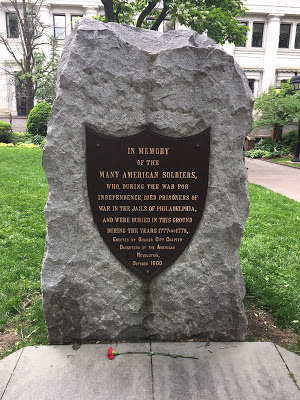 IN MEMORY
OF THE
MANY AMERICAN SOLDIERS,
WHO, DURING THE WAR FOR
INDEPENDENCE, DIED PRISONERS OF
WAR IN THE JAILS OF PHILADELPHIA,
AND WERE BURIED IN THIS GROUND
DURING THE YEARS 1777 AND 1778,
ERECTED BY QUAKER CITY CHAPTER
DAUGHTERS OF THE AMERICAN
REVOLUTION,
OCTOBER 1900